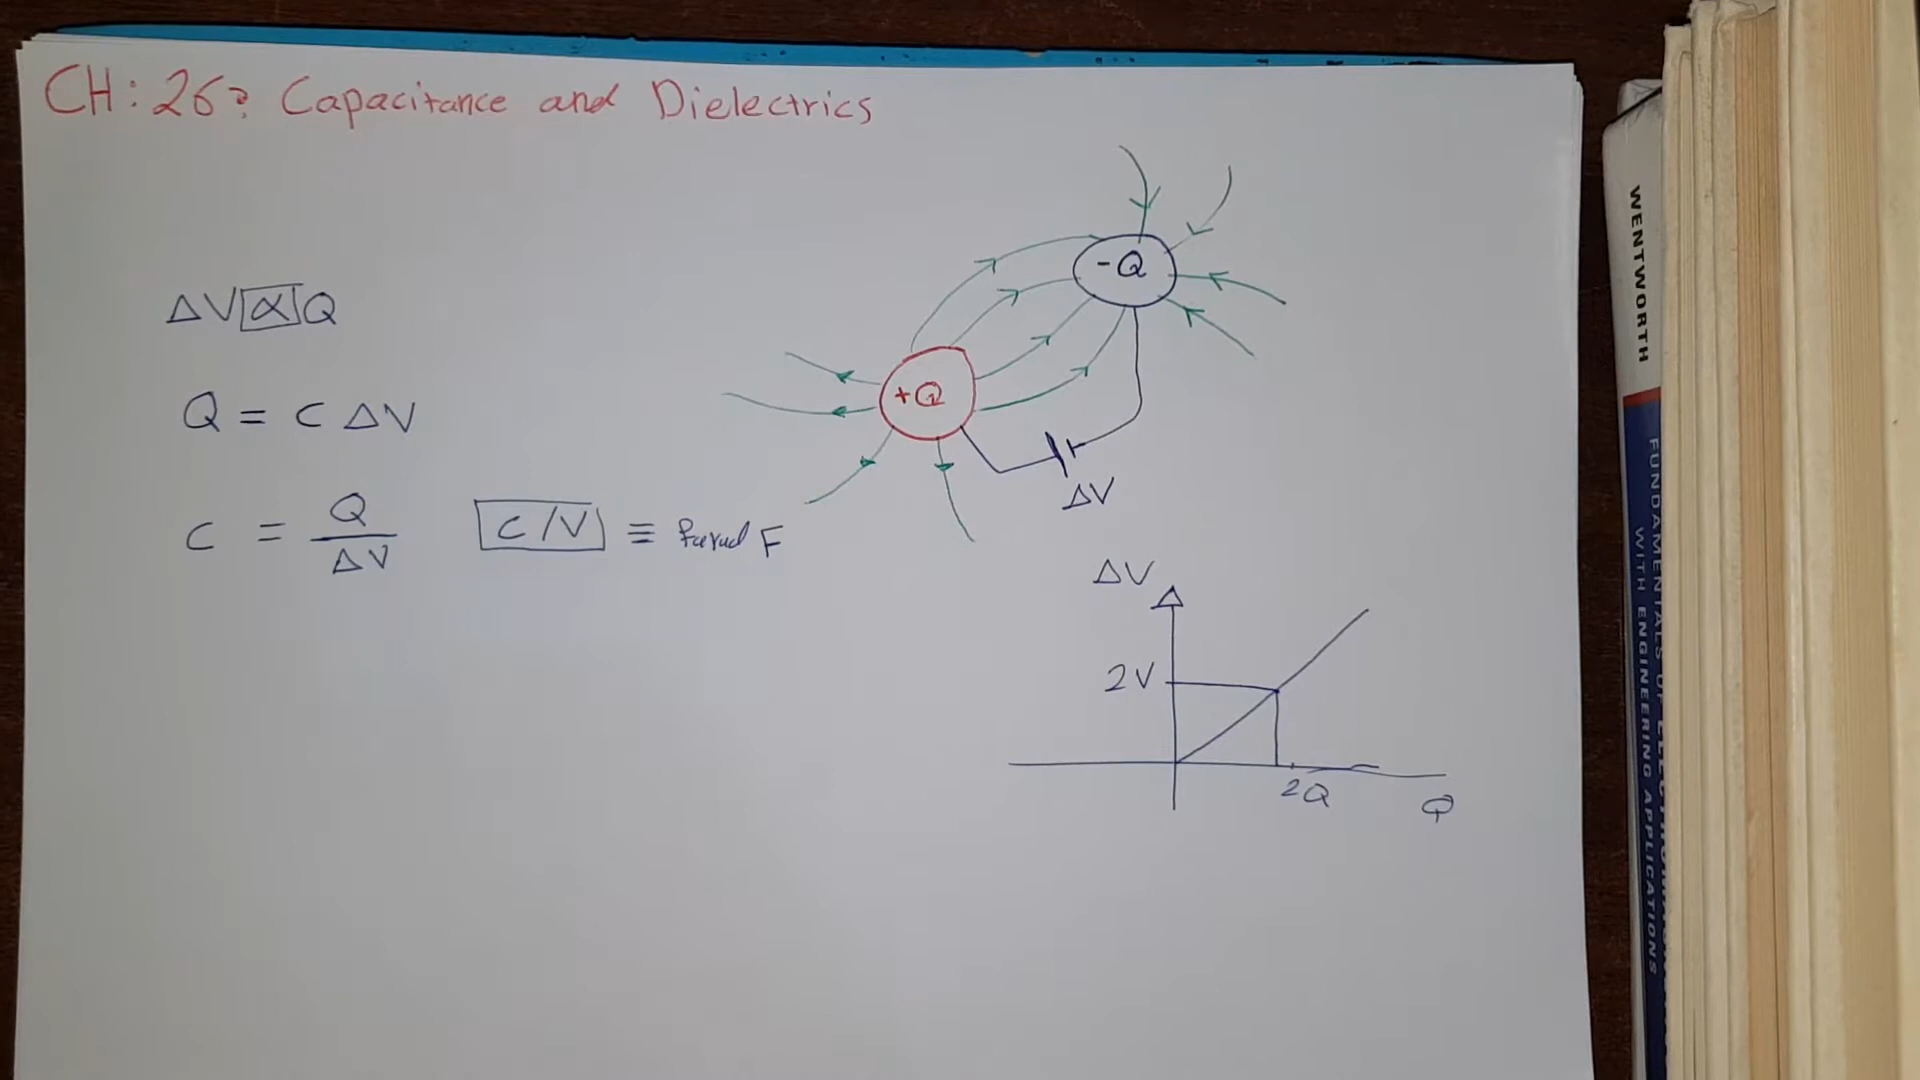 CH: 26: Capacitance and Dielectrics
ΔV ∝ Q
Q = C ΔV
C = Q / ΔV   C/V ≡ farad F
-Q
+Q
ΔV
ΔV
2V
2Q
Q
WENTWORTH
FUNDAMENTALS OF ELECTROMAGNETICS
WITH ENGINEERING APPLICATIONS